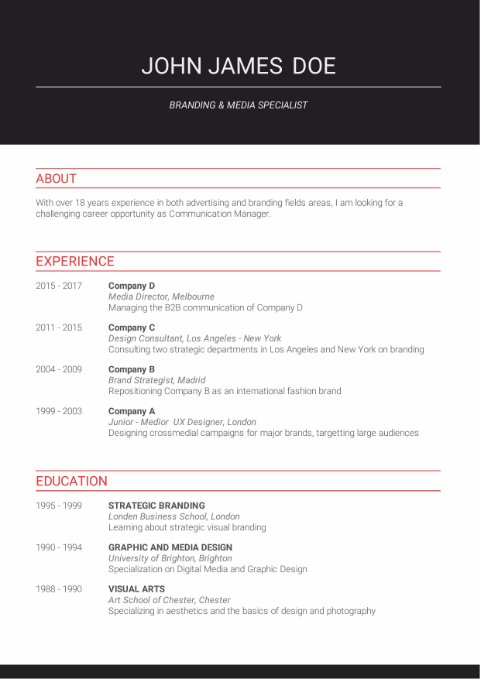 JOHN JAMES DOE
BRANDING & MEDIA SPECIALIST
ABOUT
With over 18 years experience in both advertising and branding fields areas, I am looking for a
challenging career opportunity as Communication Manager.
EXPERIENCE
2015 - 2017 Company D
Media Director, Melbourne
Managing the B2B communication of Company D
2011 - 2015 Company C
Design Consultant, Los Angeles - New York
Consulting two strategic departments in Los Angeles and New York on branding
2004 - 2009 Company B
Brand Strategist, Madrid
Repositioning Company B as an international fashion brand
1999 - 2003 Company A
Junior - Medior UX Designer, London
Designing crossmedial campaigns for major brands, targetting large audiences
EDUCATION
1995 - 1999 STRATEGIC BRANDING
Londen Business School, London
Learning about strategic visual branding
1990 - 1994 GRAPHIC AND MEDIA DESIGN
University of Brighton, Brighton
Specialization on Digital Media and Graphic Design
1988 - 1990 VISUAL ARTS
Art School of Chester, Chester
Specializing in aesthetics and the basics of design and photography